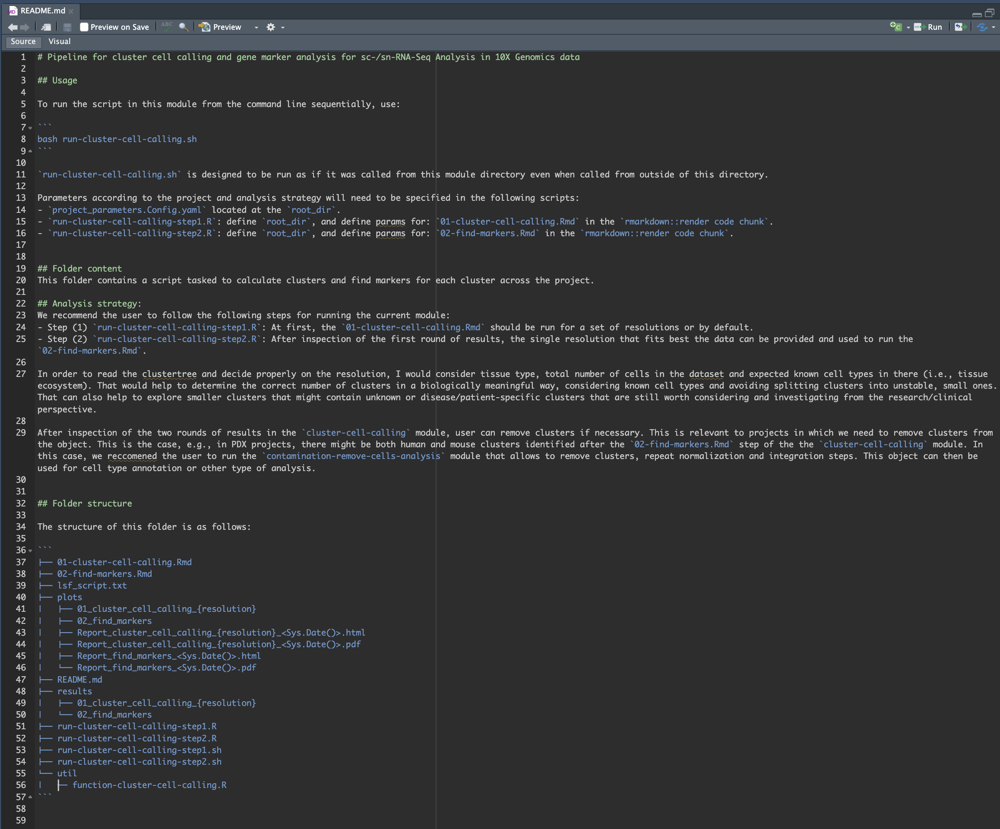 README.md
Preview on Save
ABC
Preview
Run
Source Visual
1 # Pipeline for cluster cell calling and gene marker analysis for sc-/sn-RNA-Seq Analysis in 10X Genomics data
2
3 ## Usage
4
5 To run the script in this module from the command line sequentially, use:
6
7 ```
8 bash run-cluster-cell-calling.sh
9 ```
10
11 `run-cluster-cell-calling.sh` is designed to be run as if it was called from this module directory even when called from outside of this directory.
12
13 Parameters according to the project and analysis strategy will need to be specified in the following scripts:
14 - `project_parameters.Config.yaml` located at the `root_dir`.
15 - `run-cluster-cell-calling-step1.R`: define `root_dir`, and define params for: `01-cluster-cell-calling.Rmd` in the `rmarkdown::render code chunk`.
16 - `run-cluster-cell-calling-step2.R`: define `root_dir`, and define params for: `02-find-markers.Rmd` in the `rmarkdown::render code chunk`.
17
18
19 ## Folder content
20 This folder contains a script tasked to calculate clusters and find markers for each cluster across the project.
21
22 ## Analysis strategy:
23 We recommend the user to follow the following steps for running the current module:
24 - Step (1) `run-cluster-cell-calling-step1.R`: At first, the `01-cluster-cell-calling.Rmd` should be run for a set of resolutions or by default.
25 - Step (2) `run-cluster-cell-calling-step2.R`: After inspection of the first round of results, the single resolution that fits best the data can be provided and used to run the
`02-find-markers.Rmd`.
26
27 In order to read the clustertree and decide properly on the resolution, I would consider tissue type, total number of cells in the dataset and expected known cell types in there (i.e., tissue
ecosystem). That would help to determine the correct number of clusters in a biologically meaningful way, considering known cell types and avoiding splitting clusters into unstable, small ones.
That can also help to explore smaller clusters that might contain unknown or disease/patient-specific clusters that are still worth considering and investigating from the research/clinical
perspective.
28
29 After inspection of the two rounds of results in the `cluster-cell-calling` module, user can remove clusters if necessary. This is relevant to projects in which we need to remove clusters from
the object. This is the case, e.g., in PDX projects, there might be both human and mouse clusters identified after the `02-find-markers.Rmd` step of the the `cluster-cell-calling` module. In
this case, we reccomened the user to run the `contamination-remove-cells-analysis` module that allows to remove clusters, repeat normalization and integration steps. This object can then be
used for cell type annotation or other type of analysis.
30
31
32 ## Folder structure
33
34 The structure of this folder is as follows:
35
36 ```
37 ├── 01-cluster-cell-calling.Rmd
38 ├── 02-find-markers.Rmd
39 ├── lsf_script.txt
40 ├── plots
41 |   ├── 01_cluster_cell_calling_{resolution}
42 |   ├── 02_find_markers
43 |   ├── Report_cluster_cell_calling_{resolution}_<Sys.Date()>.html
44 |   ├── Report_cluster_cell_calling_{resolution}_<Sys.Date()>.pdf
45 |   ├── Report_find_markers_<Sys.Date()>.html
46 |   └── Report_find_markers_<Sys.Date()>.pdf
47 ├── README.md
48 ├── results
49 |   ├── 01_cluster_cell_calling_{resolution}
50 |   └── 02_find_markers
51 ├── run-cluster-cell-calling-step1.R
52 ├── run-cluster-cell-calling-step2.R
53 ├── run-cluster-cell-calling-step1.sh
54 ├── run-cluster-cell-calling-step2.sh
55 └── util
56 |   ├── function-cluster-cell-calling.R
57 ```
58
59